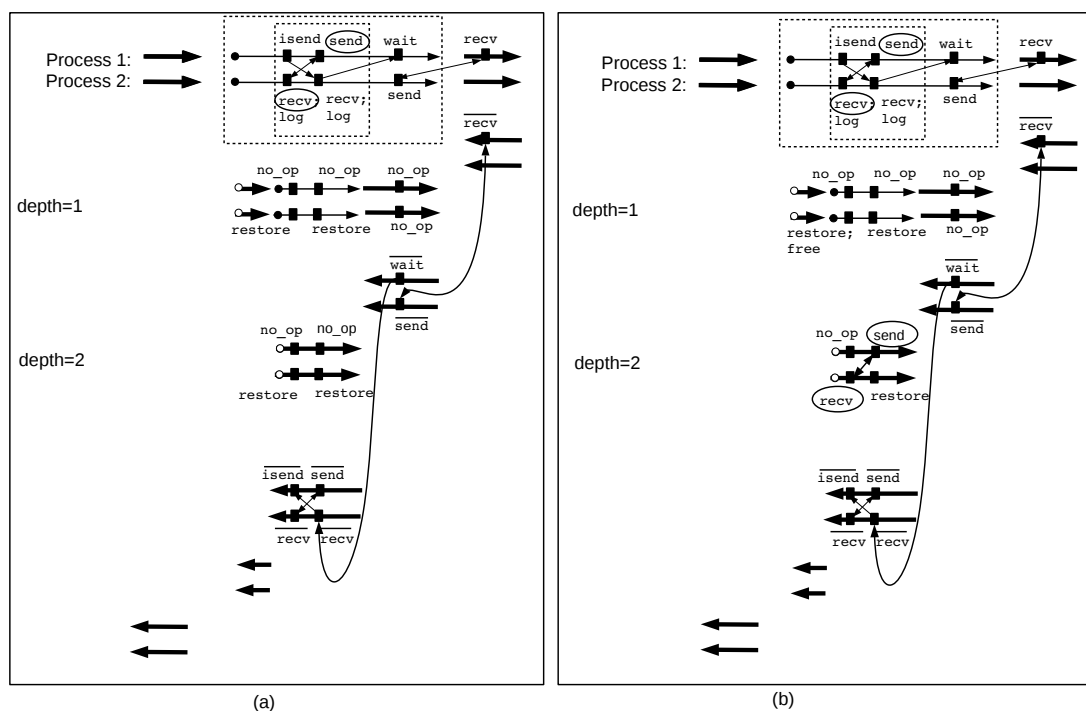 isend send wait recv
Process 1:
Process 2:
recv; recv; send
log log
recv
no_op no_op no_op
depth=1
restore restore no_op
wait
send
no_op no_op
depth=2
restore restore
isend send
recv recv
(a)
isend send wait recv
Process 1:
Process 2:
recv; recv; send
log log
recv
no_op no_op no_op
depth=1
restore; restore no_op
free
wait
send
no_op send
depth=2
recv restore
isend send
recv recv
(b)